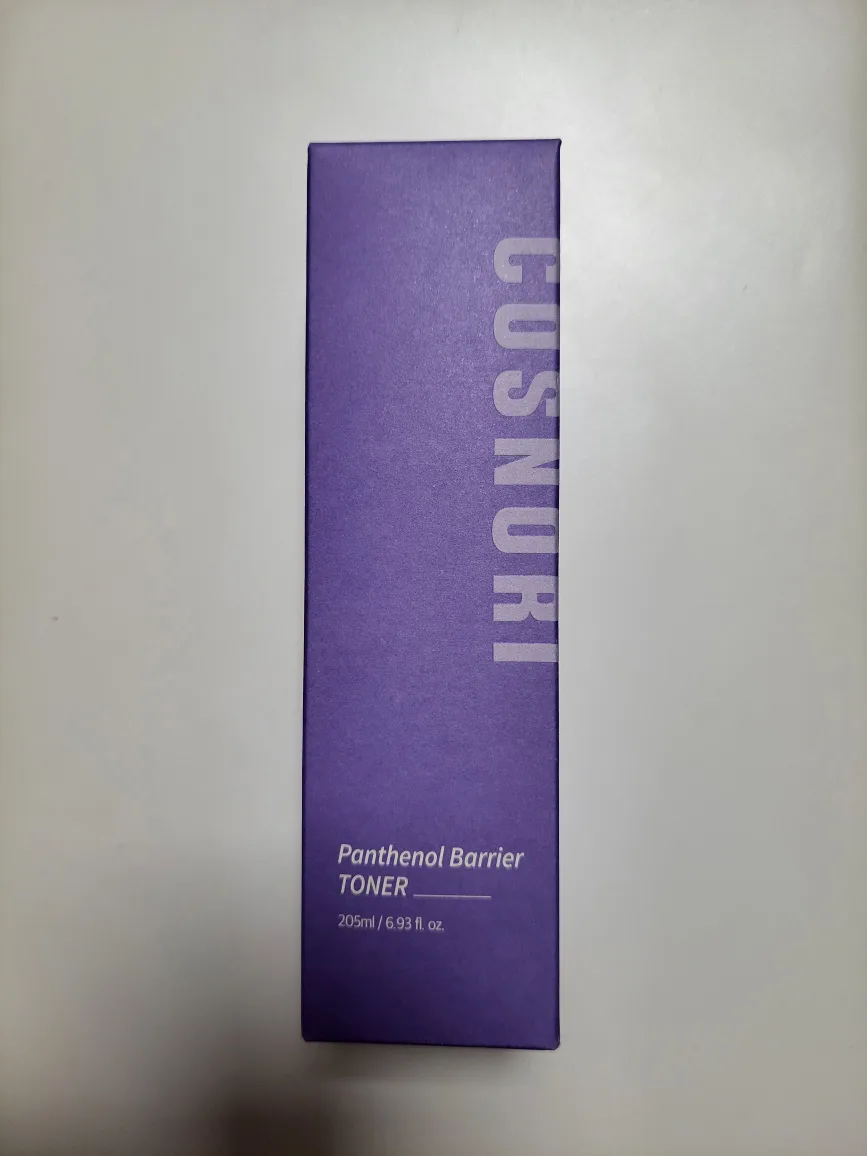 COSNORI
Panthenol Barrier
TONER
205ml / 6.93 fl. oz.